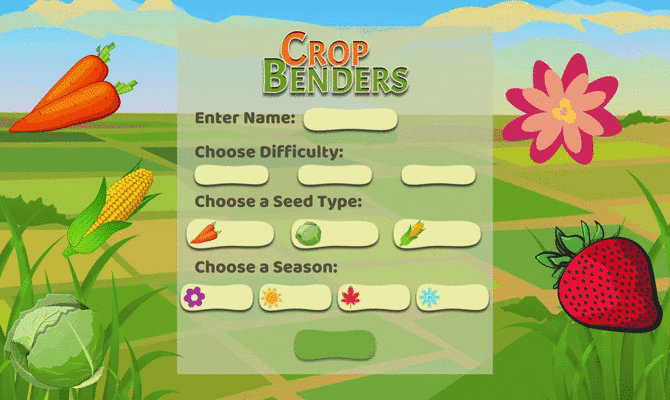 CROP
BENDERS
Enter Name:
Choose Difficulty:
Choose a Seed Type:
Choose a Season: